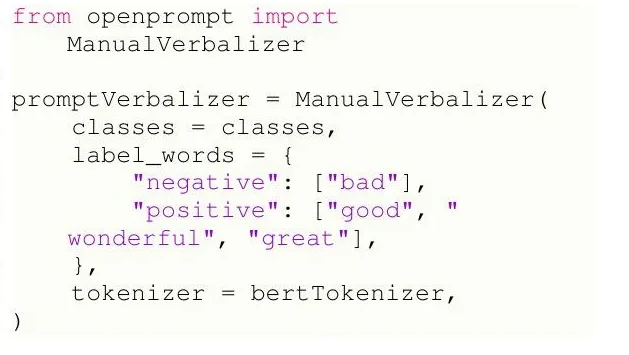 from openprompt import
    ManualVerbalizer

promptVerbalizer = ManualVerbalizer(
    classes = classes,
    label_words = {
        "negative": ["bad"],
        "positive": ["good", "
    wonderful", "great"],
    },
    tokenizer = bertTokenizer,
)